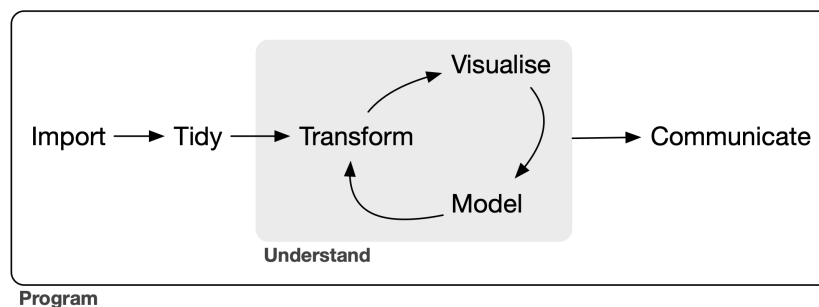 Visualise
Import
Tidy
Transform
Communicate
Model
Understand
Program